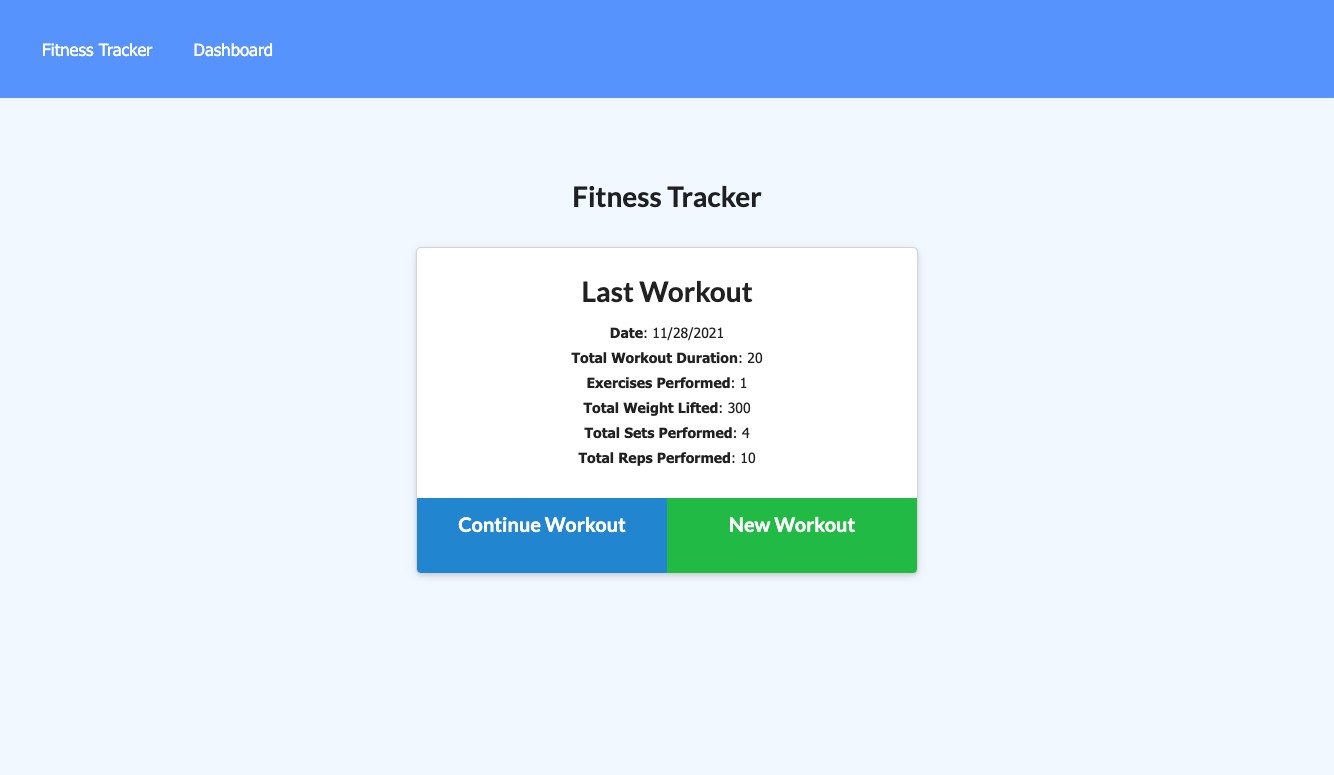 Fitness Tracker Dashboard
Fitness Tracker
Last Workout
Date: 11/28/2021
Total Workout Duration: 20
Exercises Performed: 1
Total Weight Lifted: 300
Total Sets Performed: 4
Total Reps Performed: 10
Continue Workout New Workout